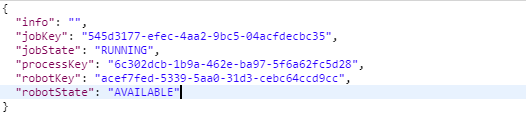 {
  "info": "",
  "jobKey": "545d3177-efec-4aa2-9bc5-04acfdecbc35",
  "jobState": "RUNNING",
  "processKey": "6c302dcb-1b9a-462e-ba97-5f6a62fc5d28",
  "robotKey": "acef7fed-5339-5aa0-31d3-cebc64ccd9cc",
  "robotState": "AVAILABLE"
}